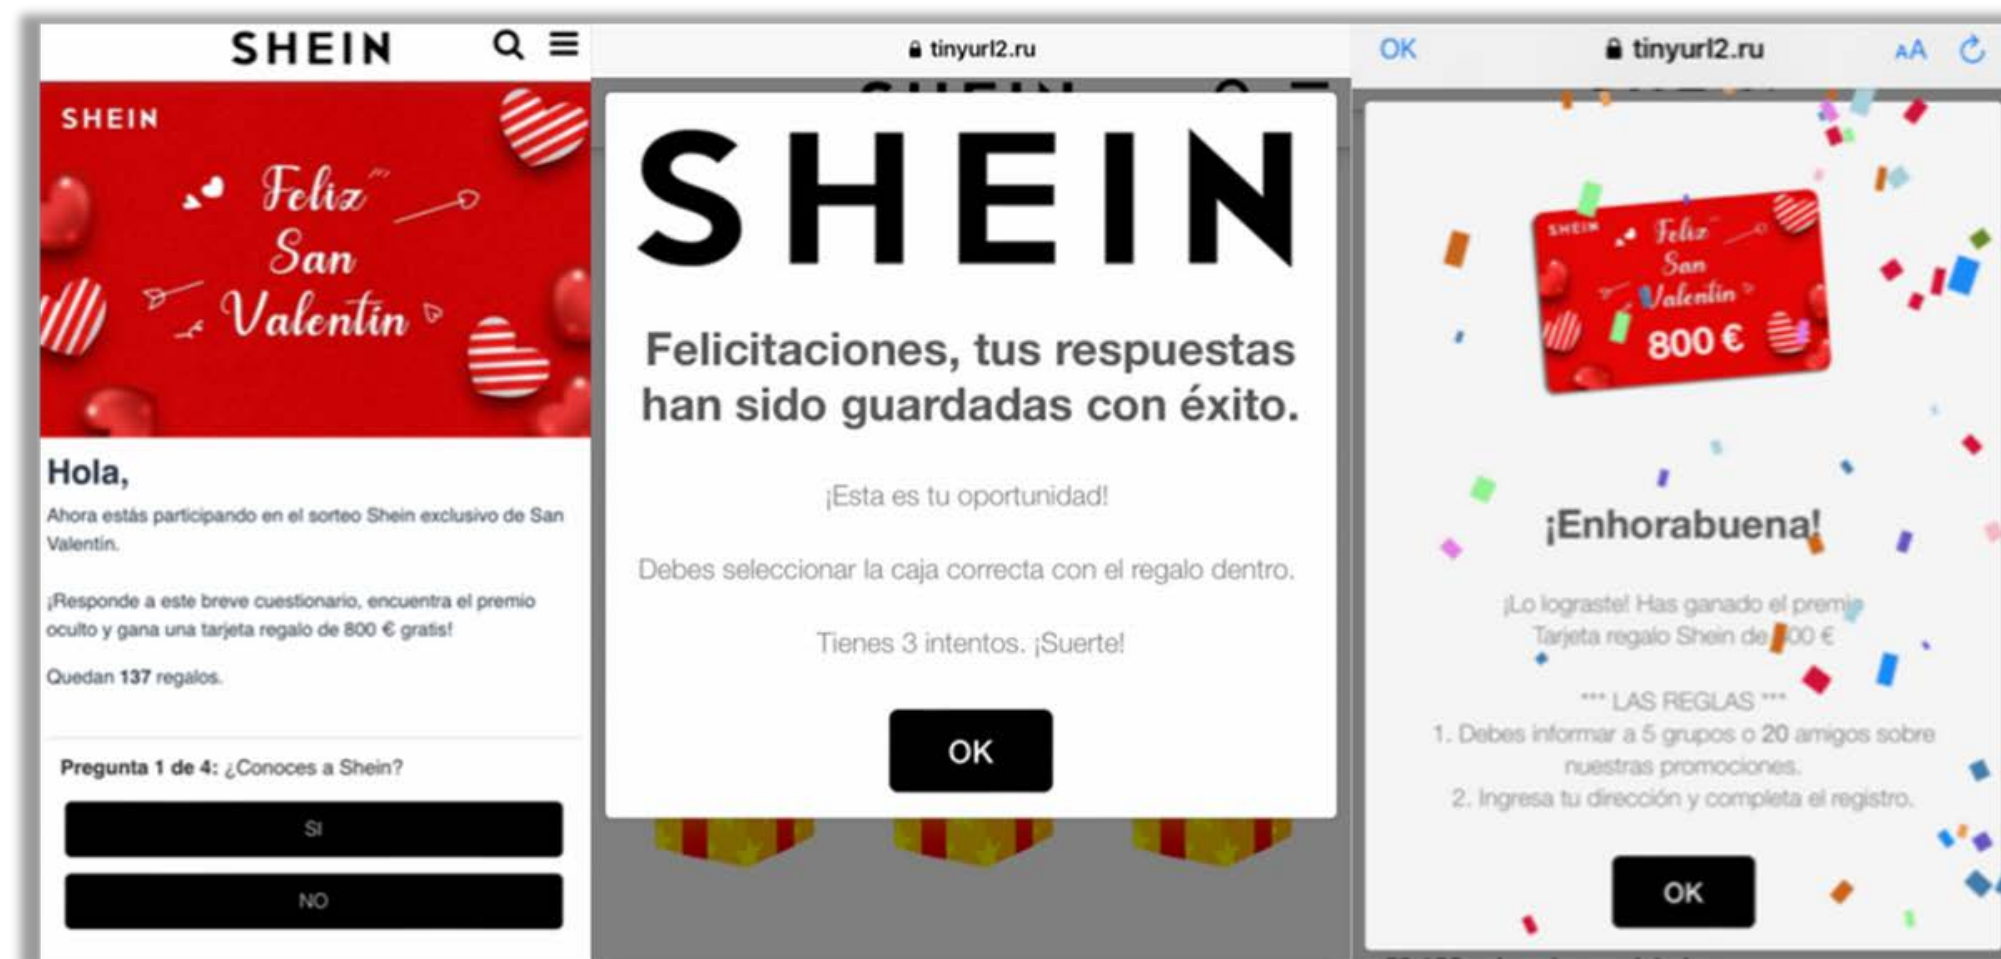 SHEIN
SHEIN
Feliz
San
Valentín
Hola,
Ahora estás participando en el sorteo Shein exclusivo de San
Valentín.
¡Responde a este breve cuestionario, encuentra el premio
oculto y gana una tarjeta regalo de 800 € gratis!
Quedan 137 regalos.
Pregunta 1 de 4: ¿Conoces a Shein?
SI
NO
tinyurl2.ru
SHEIN
SHEIN
Felicitaciones, tus respuestas
han sido guardadas con éxito.
¡Esta es tu oportunidad!
Debes seleccionar la caja correcta con el regalo dentro.
Tienes 3 intentos. ¡Suerte!
OK
OK
tinyurl2.ru
AA
SHEIN
Feliz
San
Valentín
800 €
¡Enhorabuena!
¡Lo lograste! Has ganado el premio
Tarjeta regalo Shein de 800 €
*** LAS REGLAS ***
1. Debes informar a 5 grupos o 20 amigos sobre
nuestras promociones.
2. Ingresa tu dirección y completa el registro.
OK